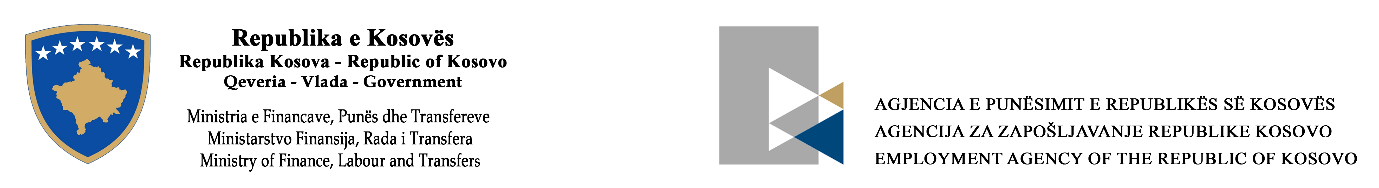 Republika e Kosovës
Republika Kosova - Republic of Kosovo
Qeveria - Vlada - Government
Ministria e Financave, Punës dhe Transfereve
Ministarstvo Finansija, Rada i Transfera
Ministry of Finance, Labour and Transfers
AGJENCIA E PUNËSIMIT E REPUBLIKËS SË KOSOVËS
AGENCIJA ZA ZAPOŠLJAVANJE REPUBLIKE KOSOVO
EMPLOYMENT AGENCY OF THE REPUBLIC OF KOSOVO